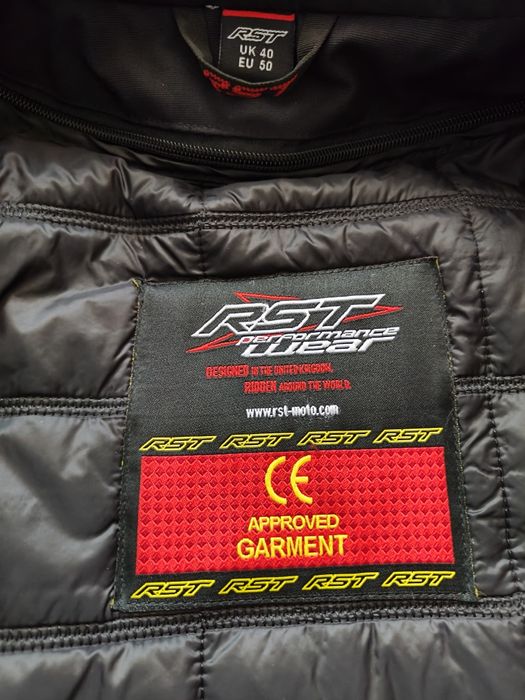 RST
UK 40
EU 50
RST
performance
wear
DESIGNED IN THE UNITED KINGDOM,
RIDDEN AROUND THE WORLD.
www.rst-moto.com
RST RST RST RST
CE
APPROVED
GARMENT
RST RST RST RST